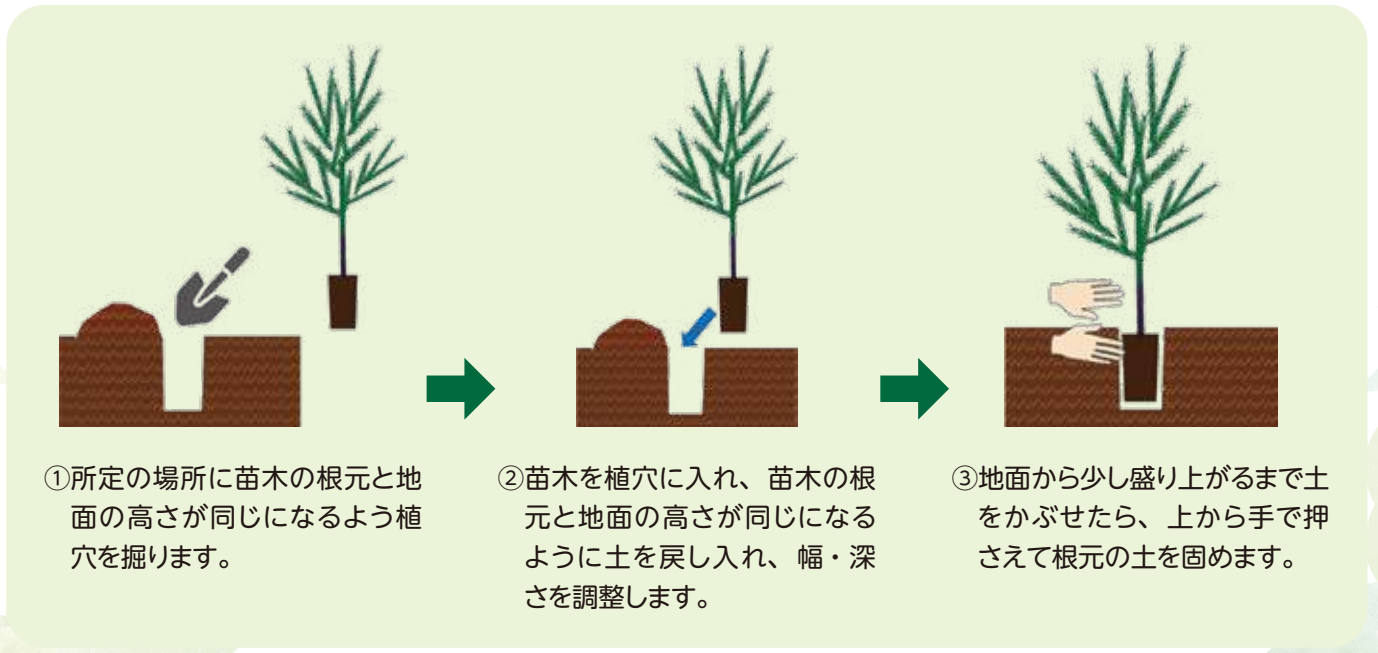 ①所定の場所に苗木の根元と地
面の高さが同じになるよう植
穴を掘ります。
②苗木を植穴に入れ、苗木の根
元と地面の高さが同じになる
ように土を戻し入れ、幅・深
さを調整します。
③地面から少し盛り上がるまで土
をかぶせたら、上から手で押
さえて根元の土を固めます。